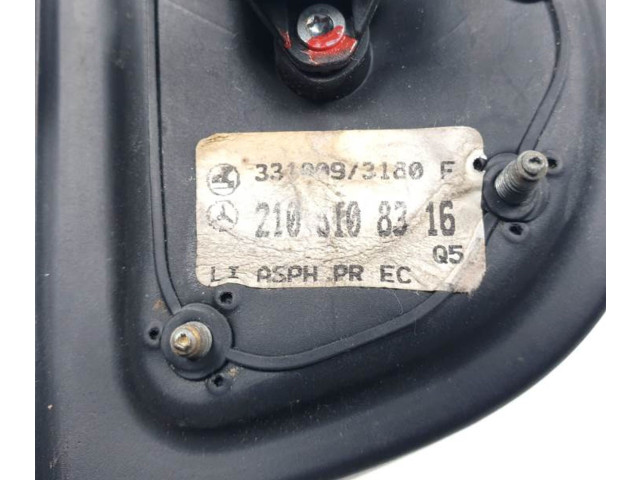 331009/3180 F
210 810 83 16
Q5
LI ASPH PR EC